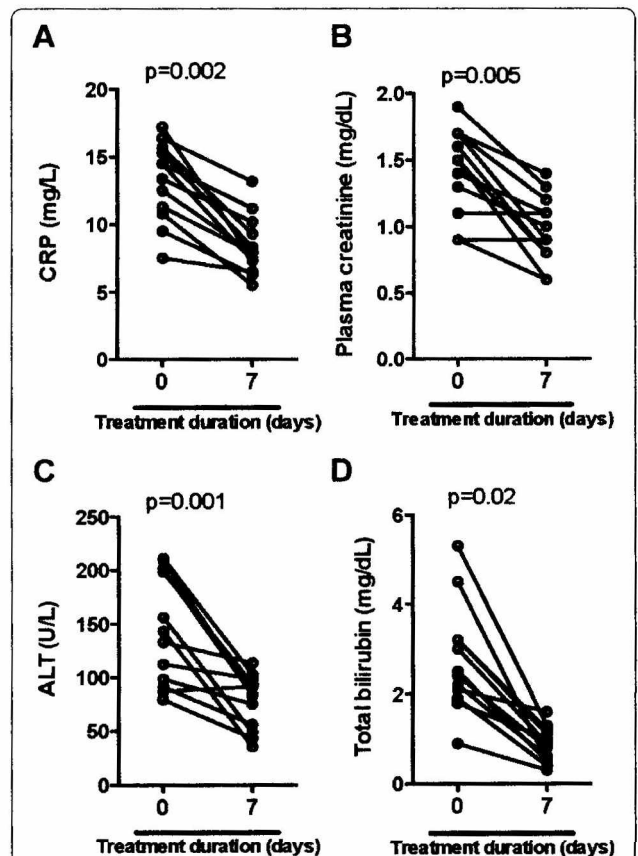 A
p=0.002
CRP (mg/L)
20
15
10
5
0
0 7
Treatment duration (days)
B
p=0.005
Plasma creatinine (mg/dL)
2.0
1.5
1.0
0.5
0.0
0 7
Treatment duration (days)
C
p=0.001
ALT (U/L)
250
200
150
100
50
0
0 7
Treatment duration (days)
D
p=0.02
Total bilirubin (mg/dL)
6
4
2
0
0 7
Treatment duration (days)